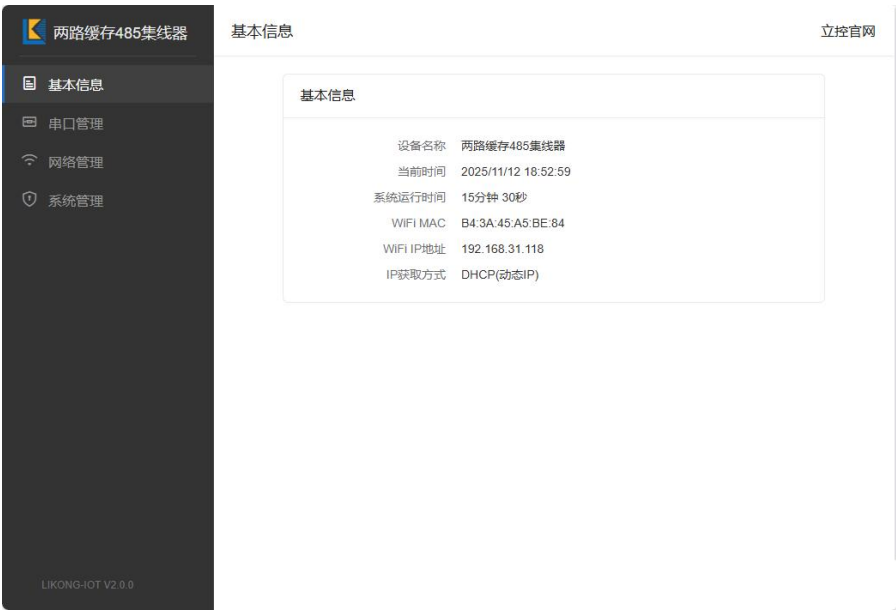 两路缓存485集线器
基本信息
立控官网
基本信息
串口管理
网络管理
系统管理
基本信息
设备名称 两路缓存485集线器
当前时间 2025/11/12 18:52:59
系统运行时间 15分钟 30秒
WiFi MAC B4:3A:45:A5:BE:84
WiFi IP地址 192.168.31.118
IP获取方式 DHCP(动态IP)
LIKONG-IOT V2.0.0